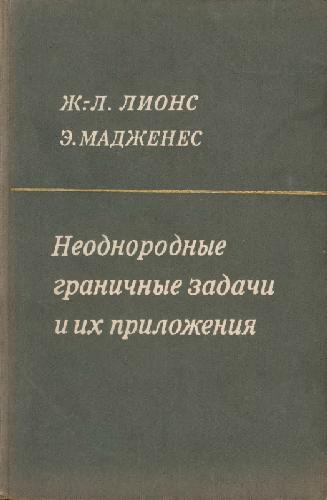 Ж.-Л. ЛИОНС
Э. МАДЖЕНЕС
Неоднородные
граничные задачи
и их приложения